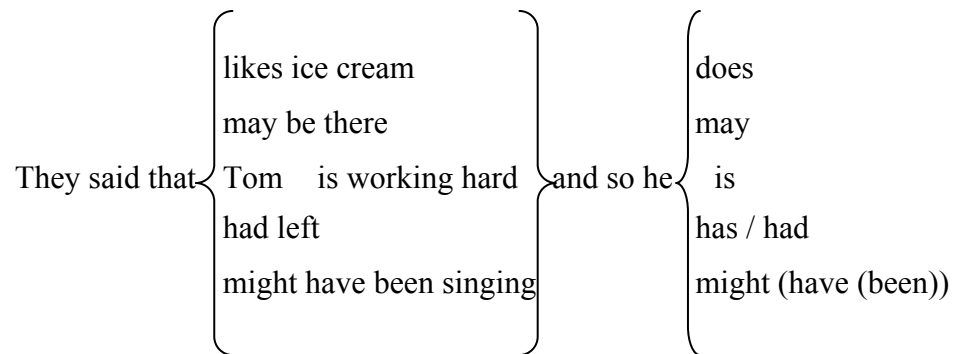 likes ice cream does
may be there may
They said that Tom is working hard and so he is
had left has / had
might have been singing might (have (been))